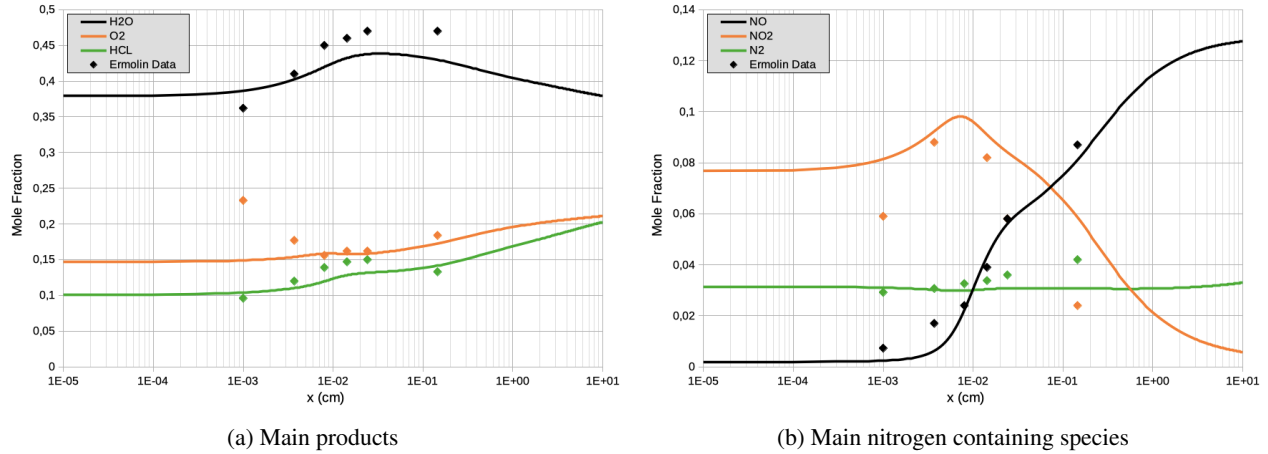 0,5
0,45
0,4
0,35
0,3
0,25
0,2
0,15
0,1
0,05
0
Mole Fraction
H2O
O2
HCL
Ermolin Data
1E-05 1E-04 1E-03 1E-02 1E-01 1E+00 1E+01
x (cm)
(a) Main products
0,14
0,12
0,1
0,08
0,06
0,04
0,02
0
Mole Fraction
NO
NO2
N2
Ermolin Data
1E-05 1E-04 1E-03 1E-02 1E-01 1E+00 1E+01
x (cm)
(b) Main nitrogen containing species